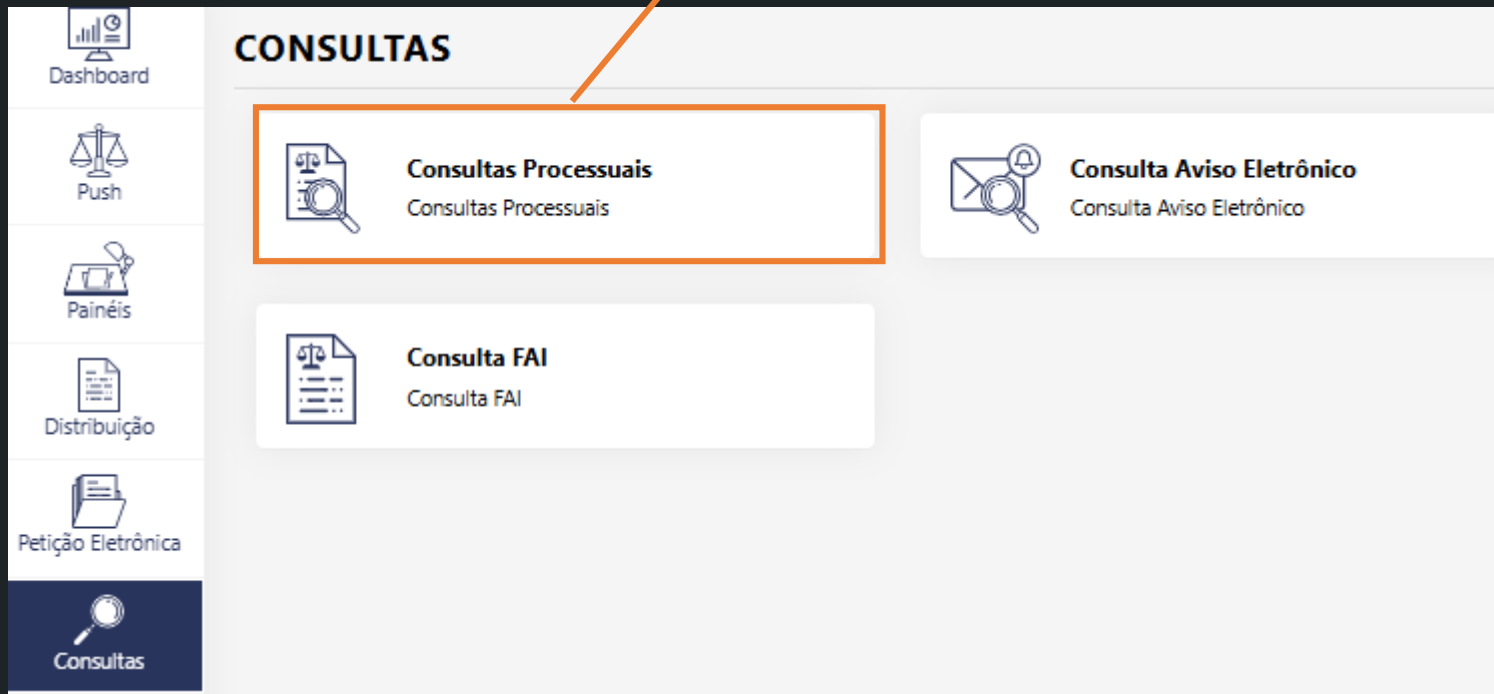 Dashboard
Push
Painéis
Distribuição
Petição Eletrônica
Consultas
CONSULTAS
Consultas Processuais
Consultas Processuais
Consulta Aviso Eletrônico
Consulta Aviso Eletrônico
Consulta FAI
Consulta FAI